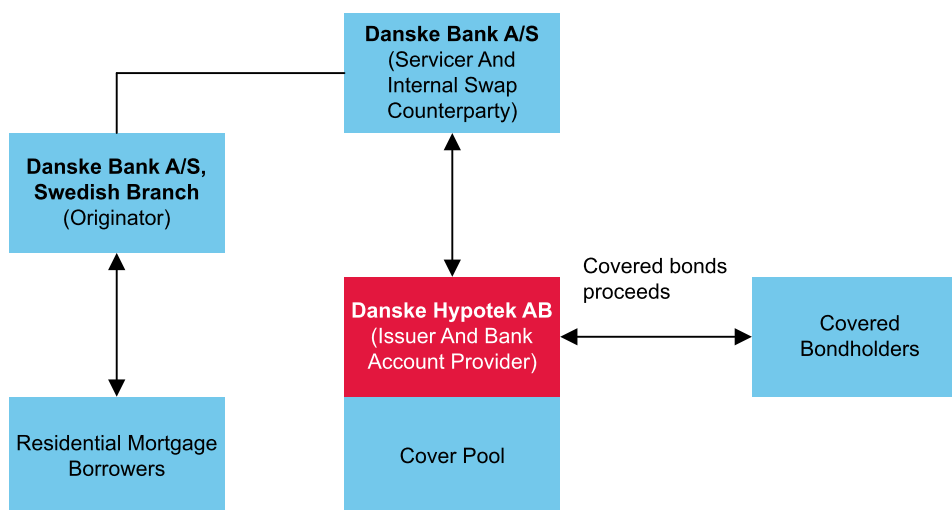 Danske Bank A/S
(Servicer And
Internal Swap
Counterparty)
Danske Bank A/S,
Swedish Branch
(Originator)
Covered bonds
proceeds
Danske Hypotek AB
(Issuer And Bank
Account Provider)
Covered
Bondholders
Residential Mortgage
Borrowers
Cover Pool